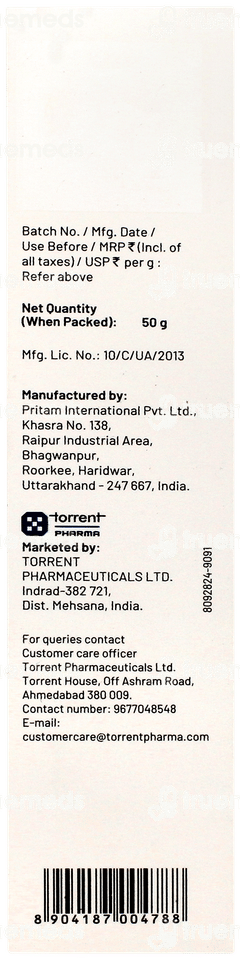 Batch No. / Mfg. Date /
Use Before / MRP ₹ (Incl. of
all taxes) / USP ₹ per g :
Refer above
Net Quantity
(When Packed): 50 g
Mfg. Lic. No.: 10/C/UA/2013
Manufactured by:
Pritam International Pvt. Ltd.,
Khasra No. 138,
Raipur Industrial Area,
Bhagwanpur,
Roorkee, Haridwar,
Uttarakhand - 247 667, India.
torrent
PHARMA
Marketed by:
TORRENT
PHARMACEUTICALS LTD.
Indrad-382 721,
Dist. Mehsana, India.
8092824-9091
For queries contact
Customer care officer
Torrent Pharmaceuticals Ltd.
Torrent House, Off Ashram Road,
Ahmedabad 380 009.
Contact number: 9677048548
E-mail:
customercare@torrentpharma.com
8 904187 004788